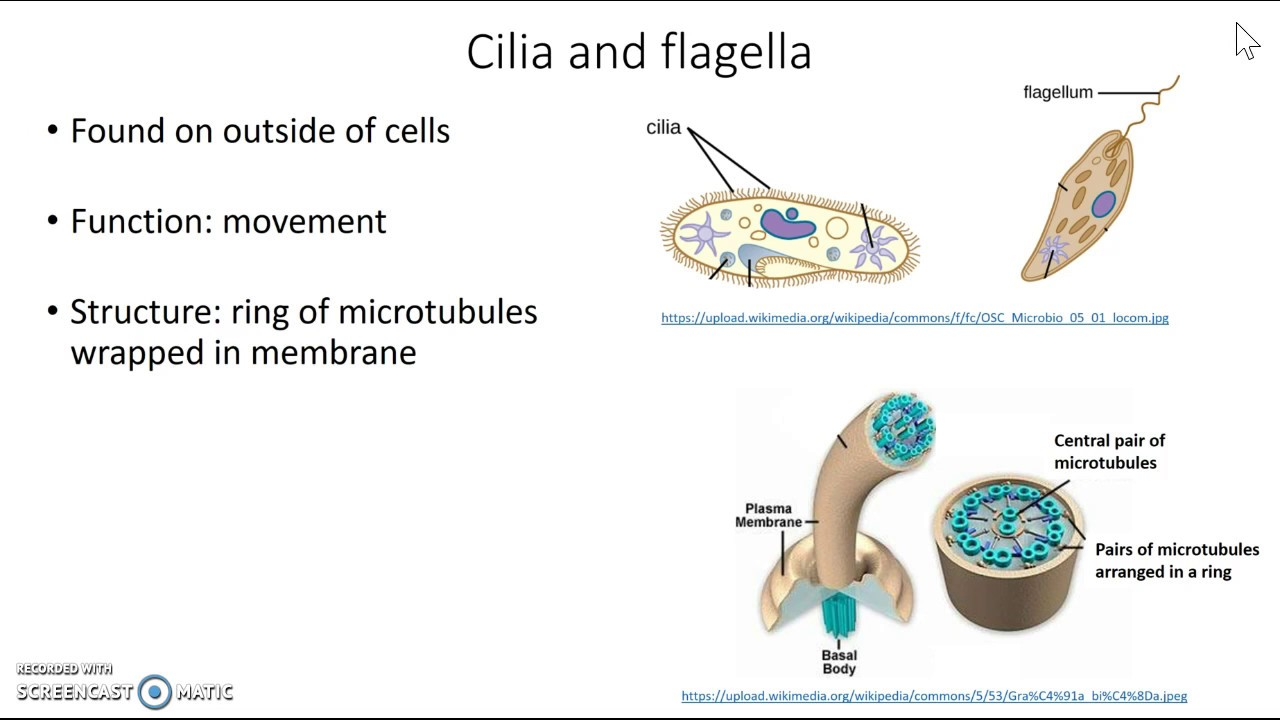 Cilia and flagella
• Found on outside of cells
• Function: movement
• Structure: ring of microtubules
wrapped in membrane
cilia
flagellum
https://upload.wikimedia.org/wikipedia/commons/f/fc/OSC_Microbio_05_01_locom.jpg
Central pair of
microtubules
Plasma
Membrane
Pairs of microtubules
arranged in a ring
Basal
Body
https://upload.wikimedia.org/wikipedia/commons/5/53/Gra%C4%91a_bi%C4%8Da.jpeg
RECORDED WITH
SCREENCAST MATIC